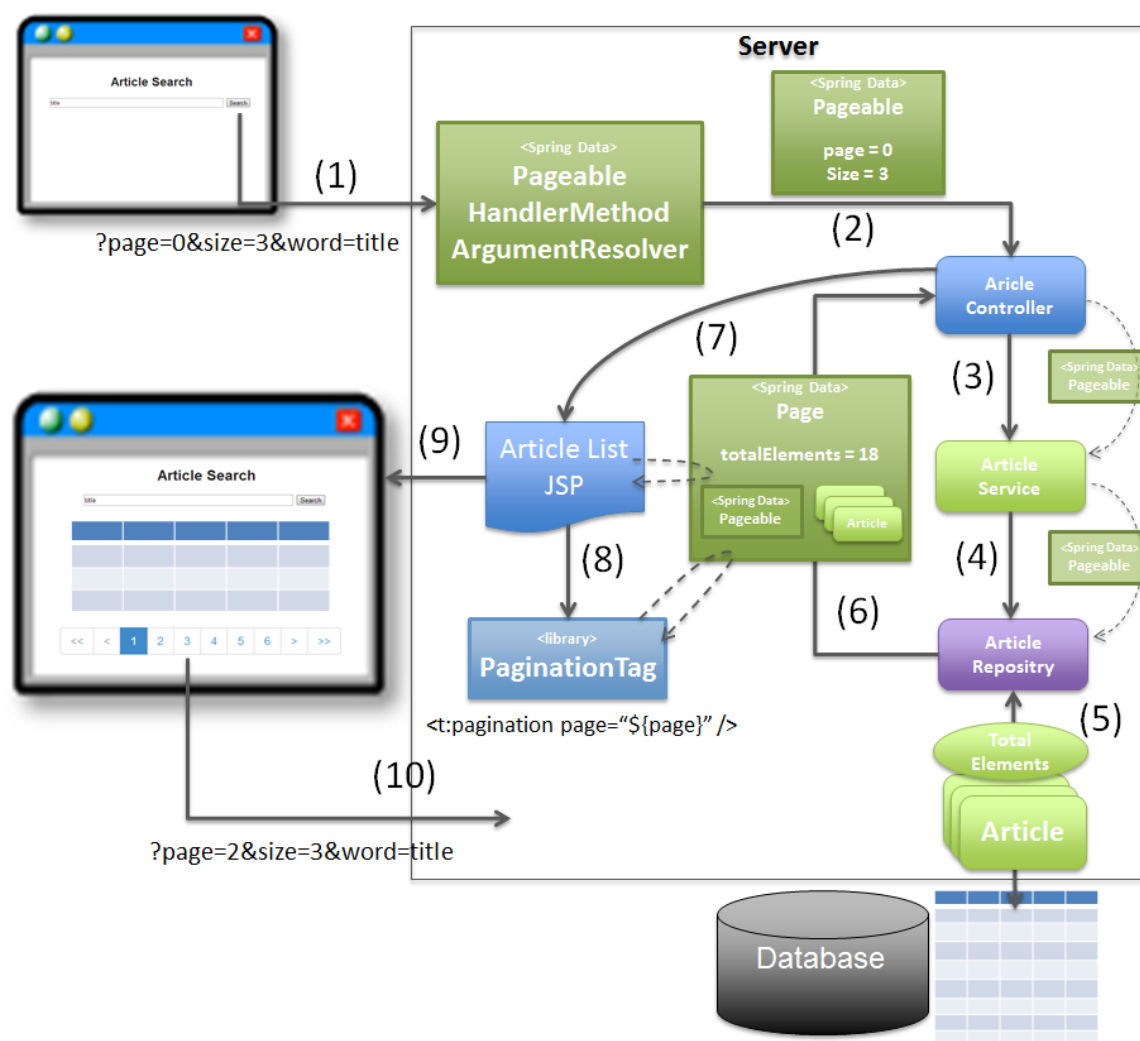 Server
Article Search
title
Search
(1)
?page=0&size=3&word=title
<Spring Data>
Pageable
HandlerMethod
ArgumentResolver
<Spring Data>
Pageable
page = 0
Size = 3
(2)
Aricle
Controller
(7)
(3)
<Spring Data>
Pageable
<Spring Data>
Page
totalElements = 18
<Spring Data>
Pageable
Article
Article List
JSP
(9)
Article Service
(4)
<Spring Data>
Pageable
(8)
(6)
Article
Repositry
<library>
PaginationTag
<t:pagination page=“${page}” />
(5)
Total
Elements
Article
Article Search
title
Search
<< < 1 2 3 4 5 6 > >>
(10)
?page=2&size=3&word=title
Database